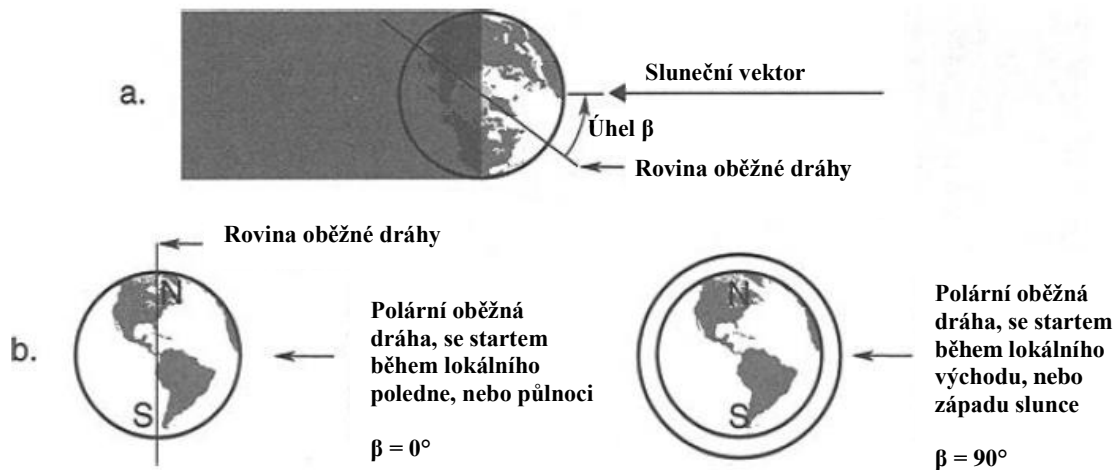 a.
Sluneční vektor
Úhel β
Rovina oběžné dráhy
b.
Rovina oběžné dráhy
N
S
Polární oběžná
dráha, se startem
během lokálního
poledne, nebo půlnoci
β = 0°
N
S
Polární oběžná
dráha, se startem
během lokálního
východu, nebo
západu slunce
β = 90°